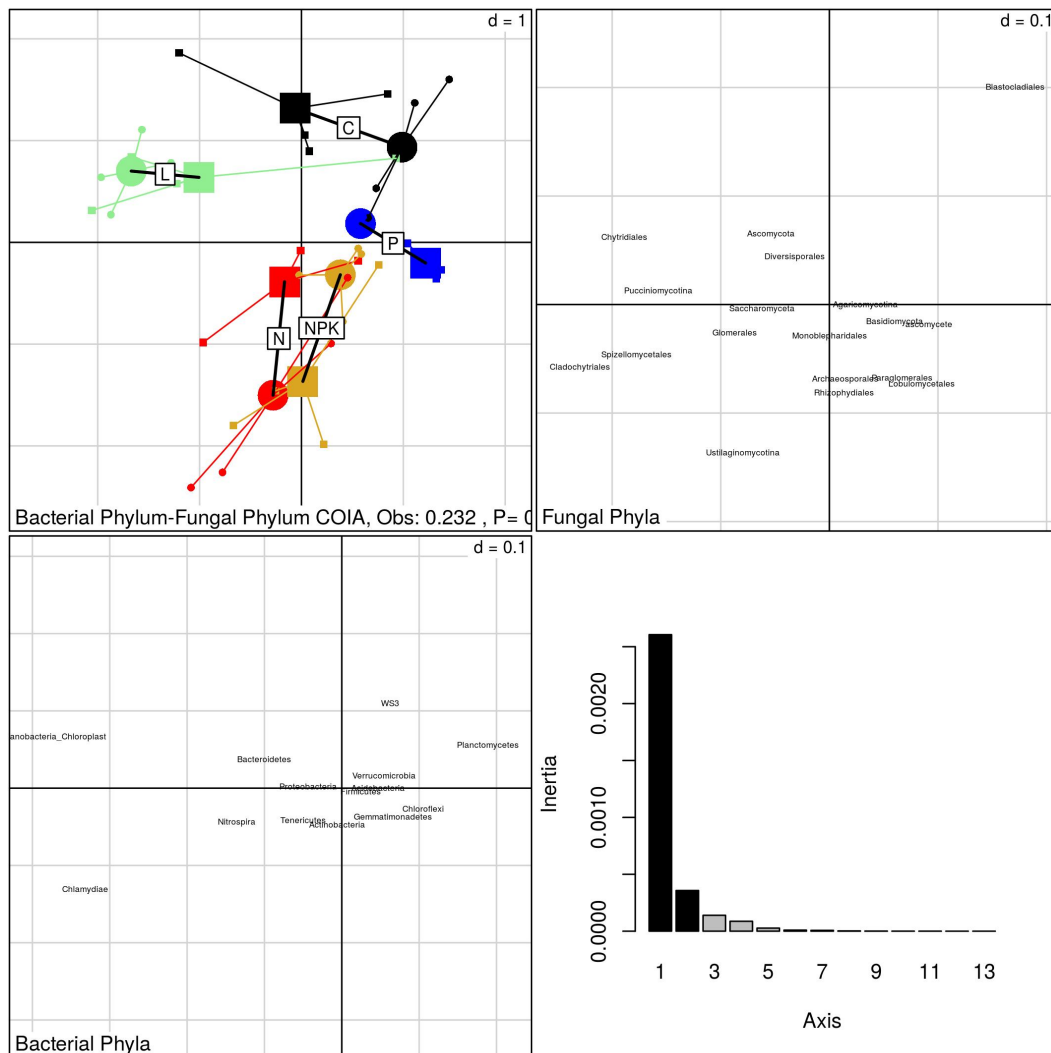 d = 1
C
L
P
N
NPK
Bacterial Phylum-Fungal Phylum COIA, Obs: 0.232 , P=
d = 0.1
Blastocladiales
Chytridiales
Ascomycota
Diversisporales
Pucciniomycotina
Saccharomyceta
Agaricomycotina
Basidiomycota
ascomycete
Glomerales
Monoblepharidales
Spizellomycetales
Cladochytriales
Archaeosporales
Paraglomerales
Lobulomycetales
Rhizophydiales
Ustilaginomycotina
Fungal Phyla
d = 0.1
WS3
anobacteria_Chloroplast
Planctomycetes
Bacteroidetes
Verrucomicrobia
Proteobacteria
Acidobacteria
Firmicutes
Chloroflexi
Gemmatimonadetes
Nitrospira
Tenericutes
Actinobacteria
Chlamydiae
Bacterial Phyla
Inertia
0.0020
0.0010
0.0000
1 3 5 7 9 11 13
Axis